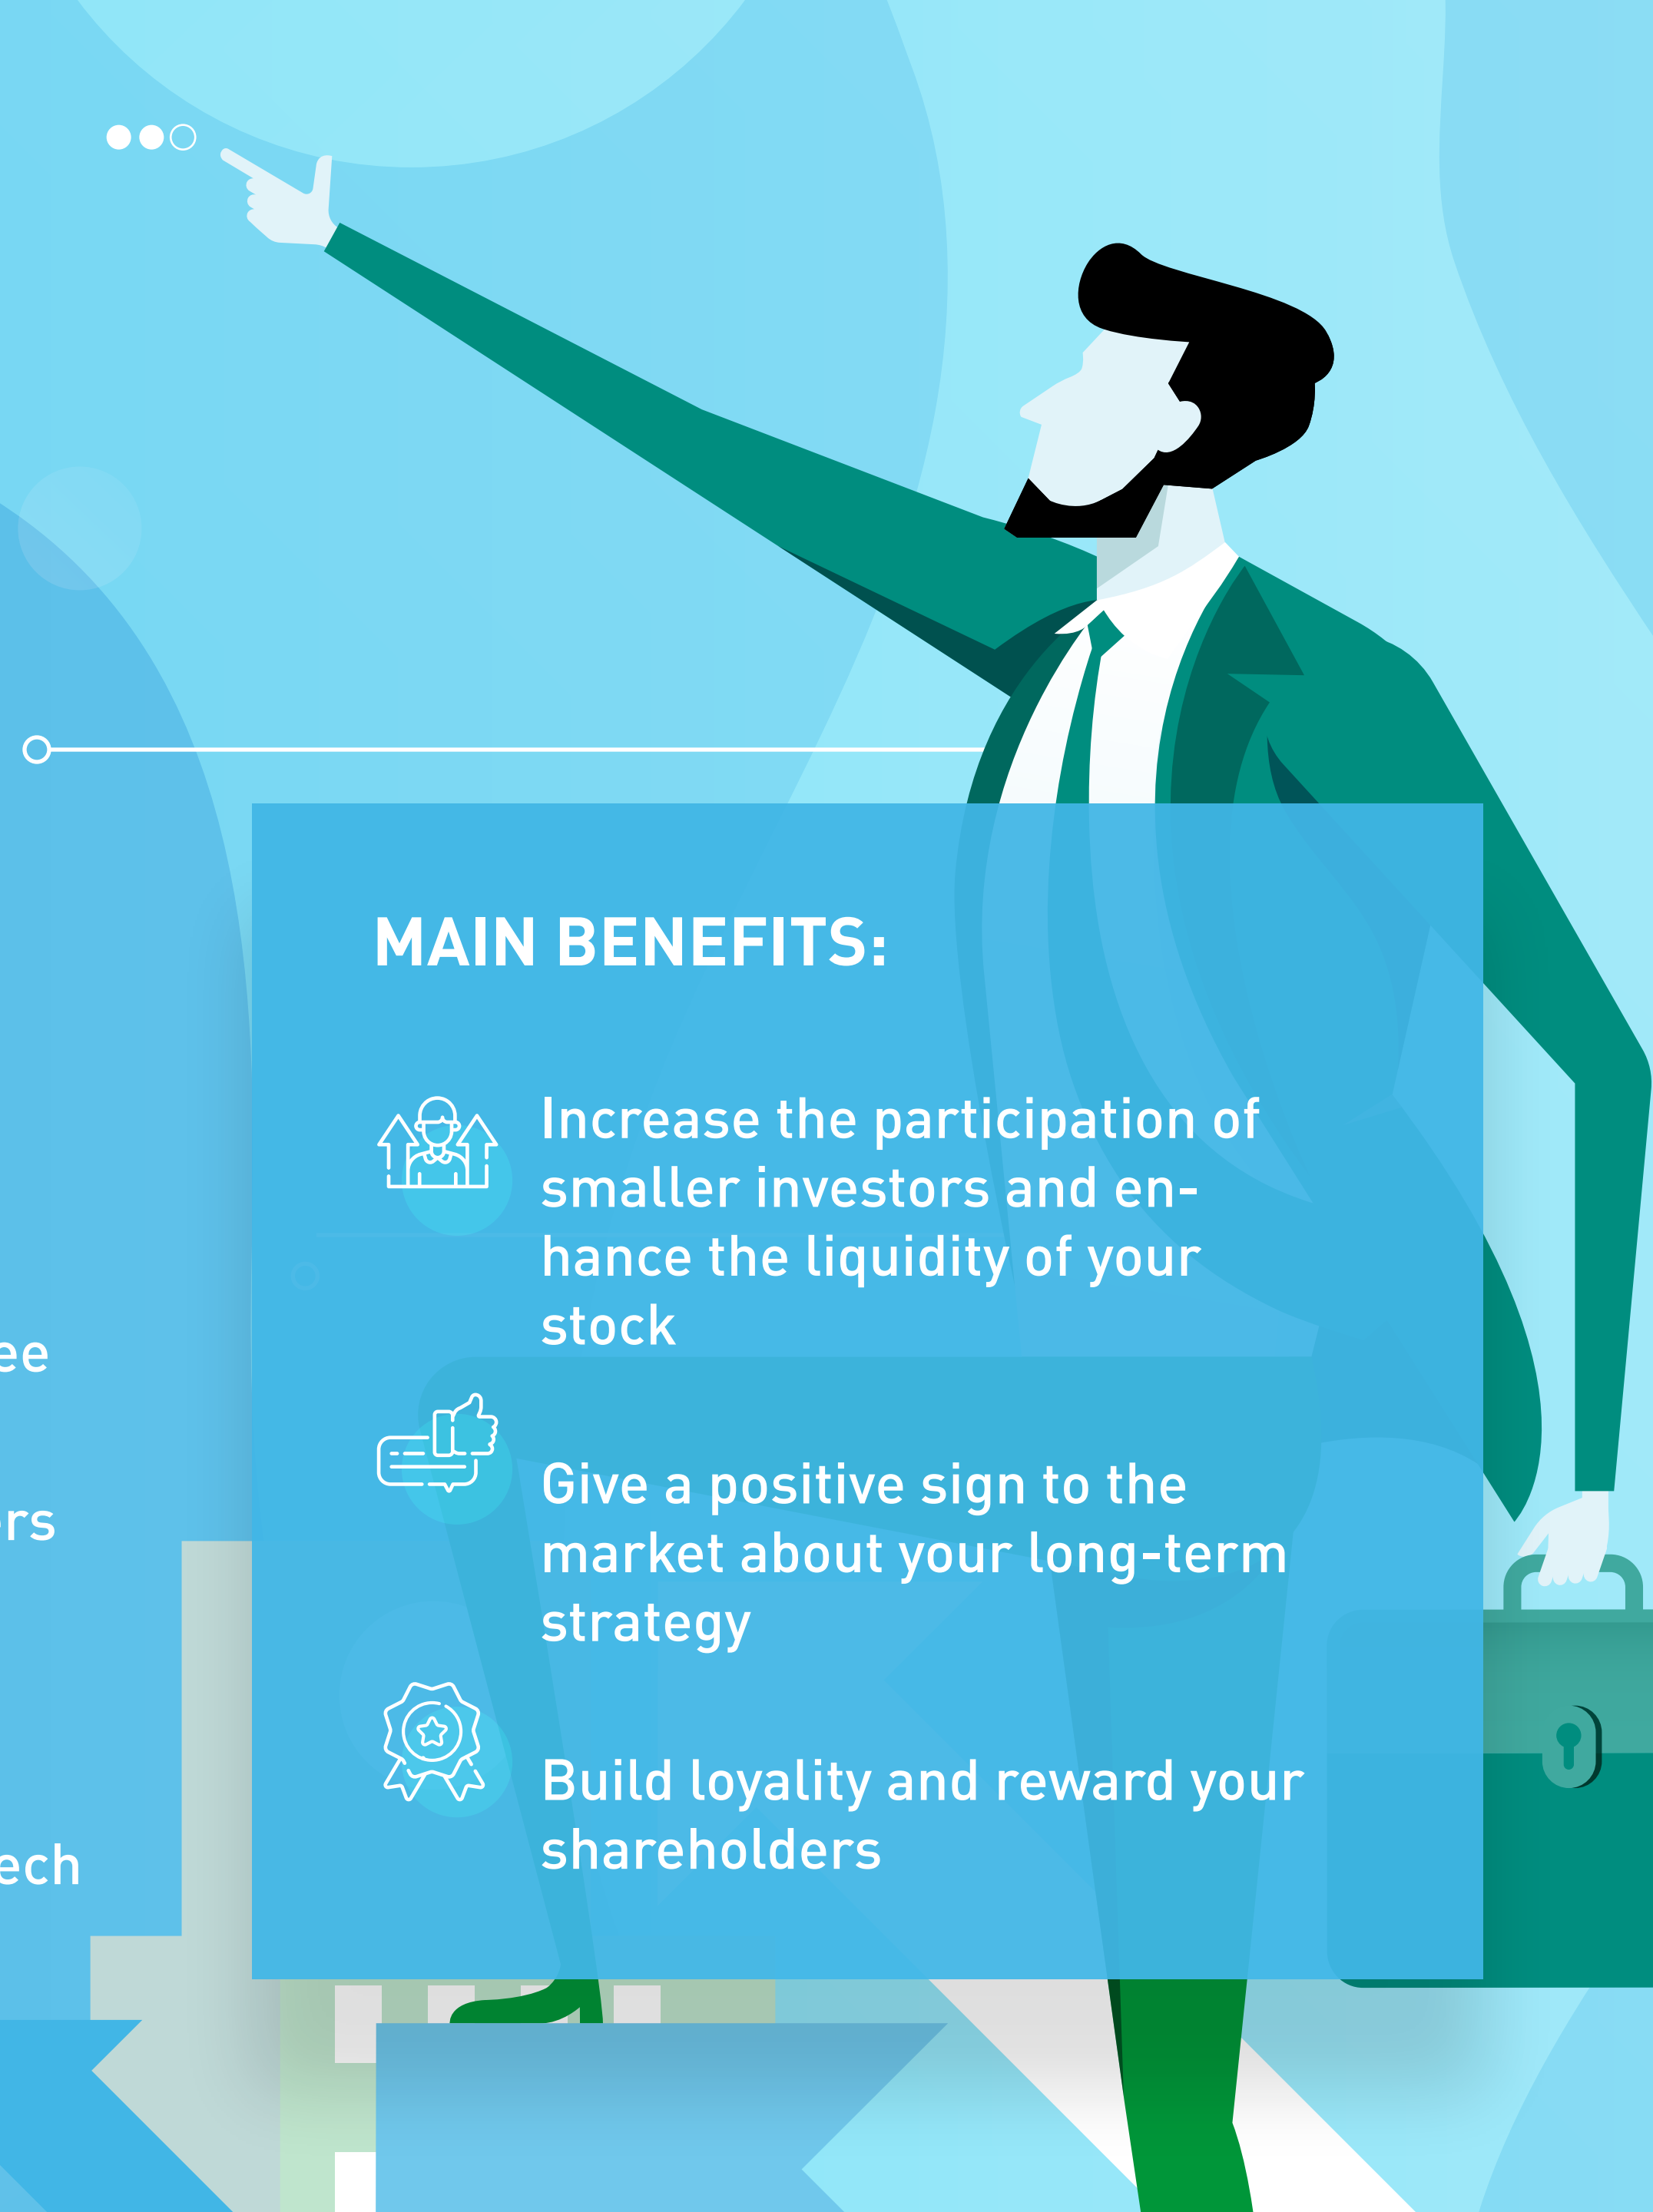 MAIN BENEFITS:
Increase the participation of
smaller investors and en-
hance the liquidity of your
stock
ee
Give a positive sign to the
ers
market about your long-term
strategy
Build loyality and reward your
ech
shareholders